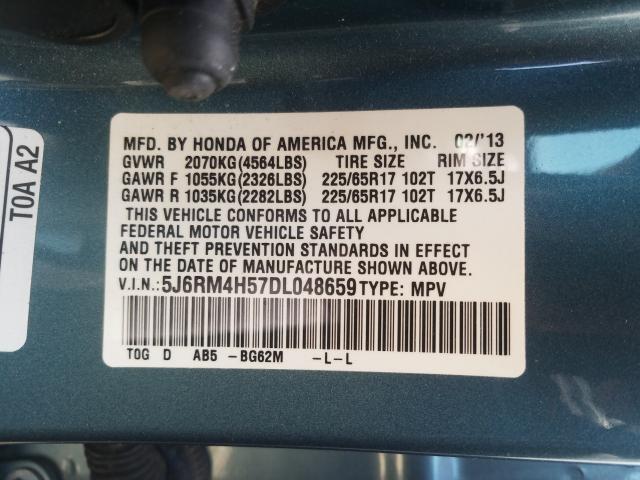 MFD. BY HONDA OF AMERICA MFG., INC. 02/'13
GVWR 2070KG(4564LBS) TIRE SIZE RIM SIZE
GAWR F 1055KG(2326LBS) 225/65R17 102T 17X6.5J
GAWR R 1035KG(2282LBS) 225/65R17 102T 17X6.5J
THIS VEHICLE CONFORMS TO ALL APPLICABLE
FEDERAL MOTOR VEHICLE SAFETY
AND THEFT PREVENTION STANDARDS IN EFFECT ON
THE DATE OF MANUFACTURE SHOWN ABOVE.
V.I.N.:5J6RM4H57DL048659 TYPE: MPV
T0G D AB5 -BG62M -L-L
T0A A2